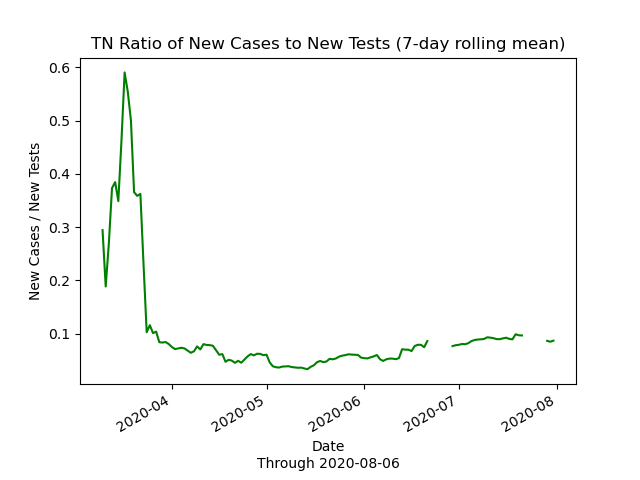 TN Ratio of New Cases to New Tests (7-day rolling mean)
New Cases / New Tests
0.6
0.5
0.4
0.3
0.2
0.1
2020-04
2020-05
2020-06
2020-07
2020-08
Date
Through 2020-08-06